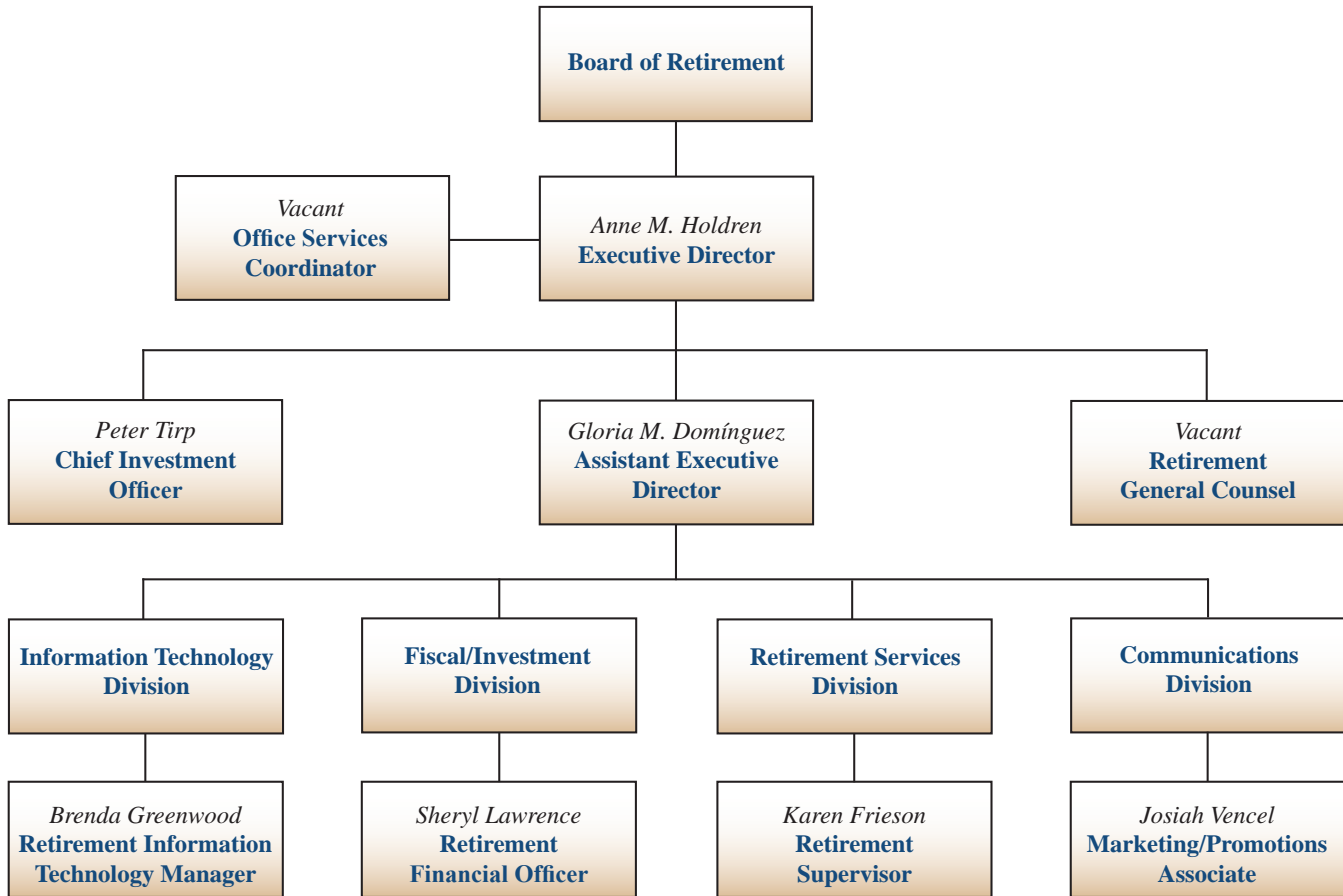 Board of Retirement
Vacant
Office Services
Coordinator
Anne M. Holdren
Executive Director
Peter Tirp
Chief Investment
Officer
Gloria M. Domínguez
Assistant Executive
Director
Vacant
Retirement
General Counsel
Information Technology
Division
Fiscal/Investment
Division
Retirement Services
Division
Communications
Division
Brenda Greenwood
Retirement Information
Technology Manager
Sheryl Lawrence
Retirement
Financial Officer
Karen Frieson
Retirement
Supervisor
Josiah Vencel
Marketing/Promotions
Associate